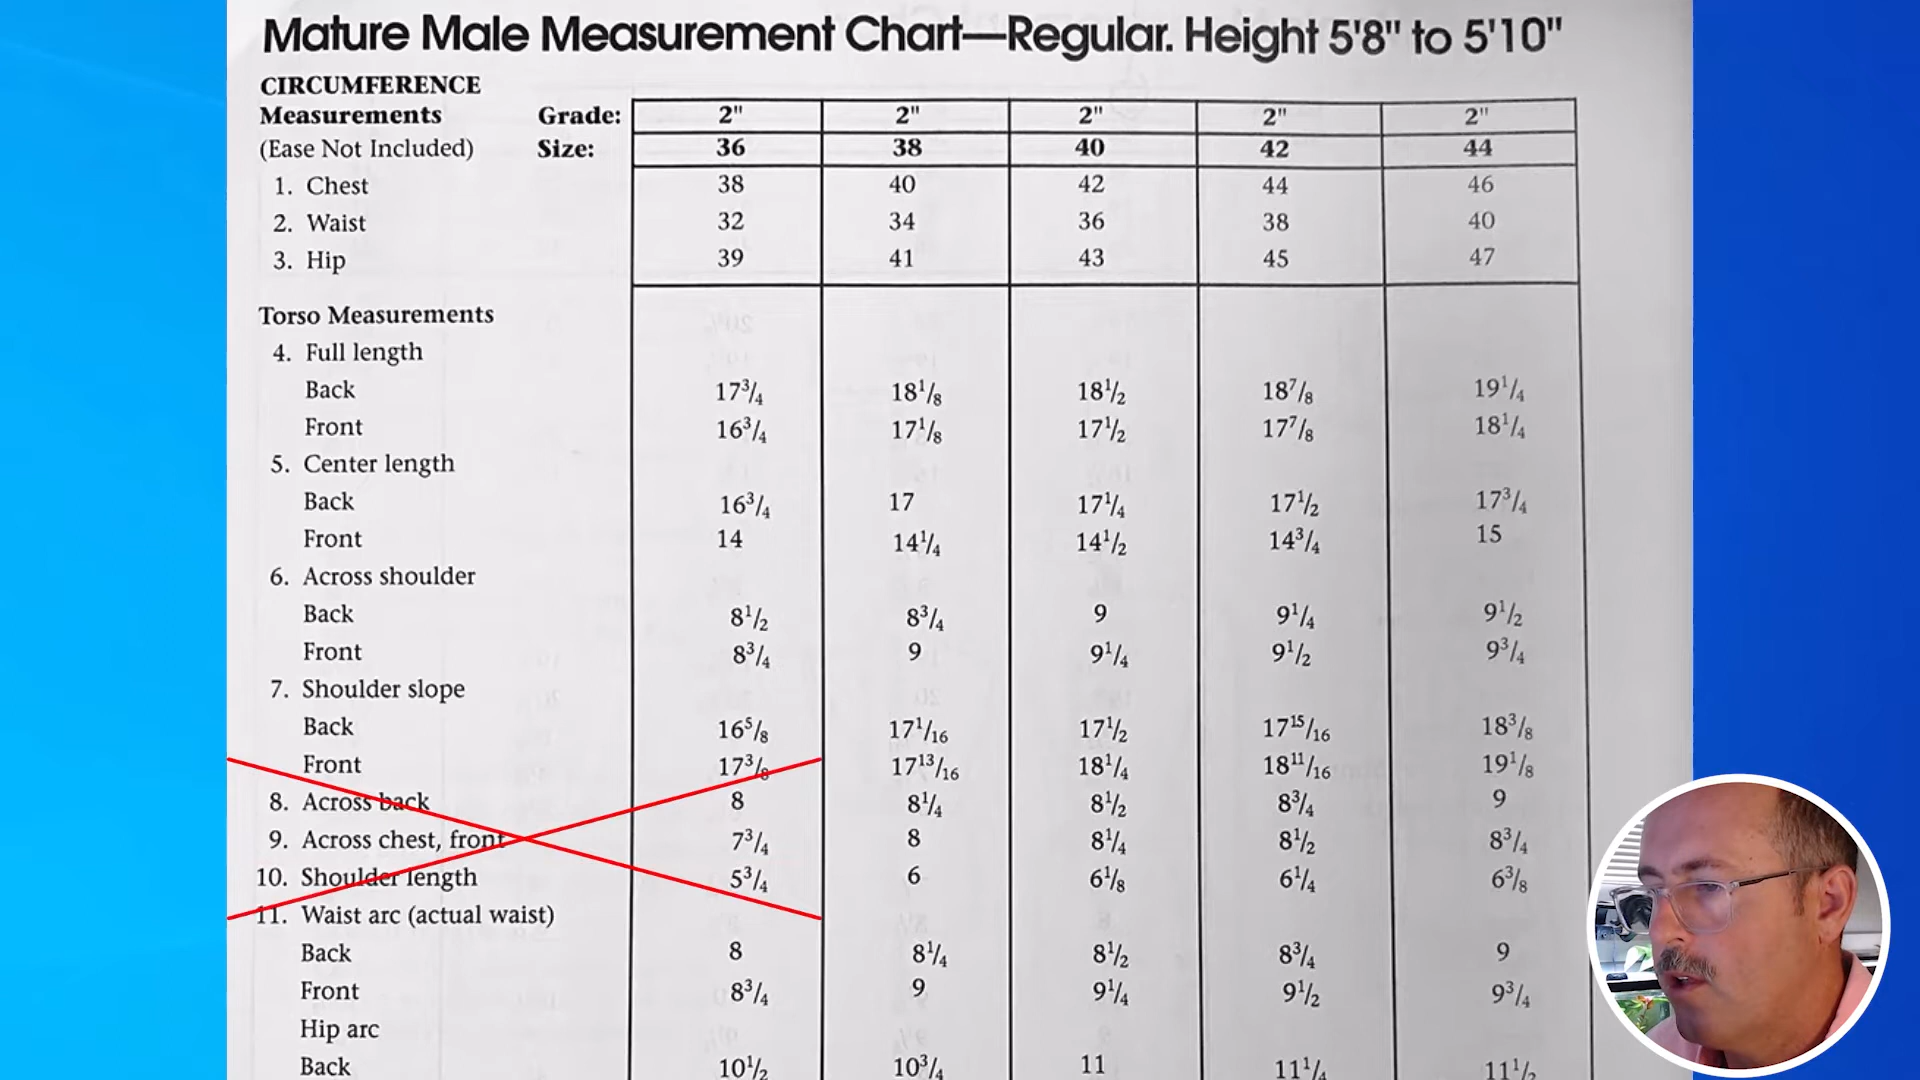 Mature Male Measurement Chart—Regular. Height 5'8" to 5'10"
CIRCUMFERENCE
Measurements Grade: 2" 2" 2" 2" 2"
(Ease Not Included) Size: 36 38 40 42 44
1. Chest 38 40 42 44 46
2. Waist 32 34 36 38 40
3. Hip 39 41 43 45 47
Torso Measurements
4. Full length
Back 17 3/4 18 1/8 18 1/2 18 7/8 19 1/4
Front 16 3/4 17 1/8 17 1/2 17 7/8 18 1/4
5. Center length
Back 16 3/4 17 17 1/4 17 1/2 17 3/4
Front 14 14 1/4 14 1/2 14 3/4 15
6. Across shoulder
Back 8 1/2 8 3/4 9 9 1/4 9 1/2
Front 8 3/4 9 9 1/4 9 1/2 9 3/4
7. Shoulder slope
Back 16 5/8 17 1/16 17 1/2 17 15/16 18 3/8
Front 17 3/8 17 13/16 18 1/4 18 11/16 19 1/8
8. Across back 8 8 1/4 8 1/2 8 3/4 9
9. Across chest, front 7 3/4 8 8 1/4 8 1/2 8 3/4
10. Shoulder length 5 3/4 6 6 1/8 6 1/4 6 3/8
11. Waist arc (actual waist)
Back 8 8 1/4 8 1/2 8 3/4 9
Front 8 3/4 9 9 1/4 9 1/2 9 3/4
Hip arc
Back 10 1/2 10 3/4 11 11 1/4 11 1/2